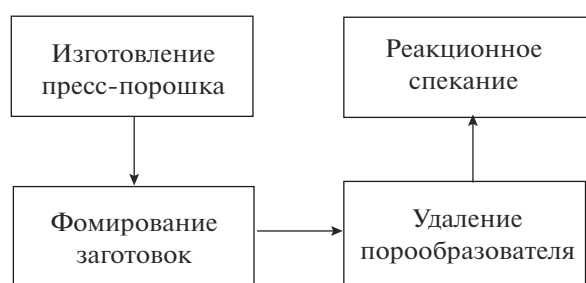 Изготовление
пресс-порошка
Фомирование
заготовок
Удаление
порообразователя
Реакционное
спекание